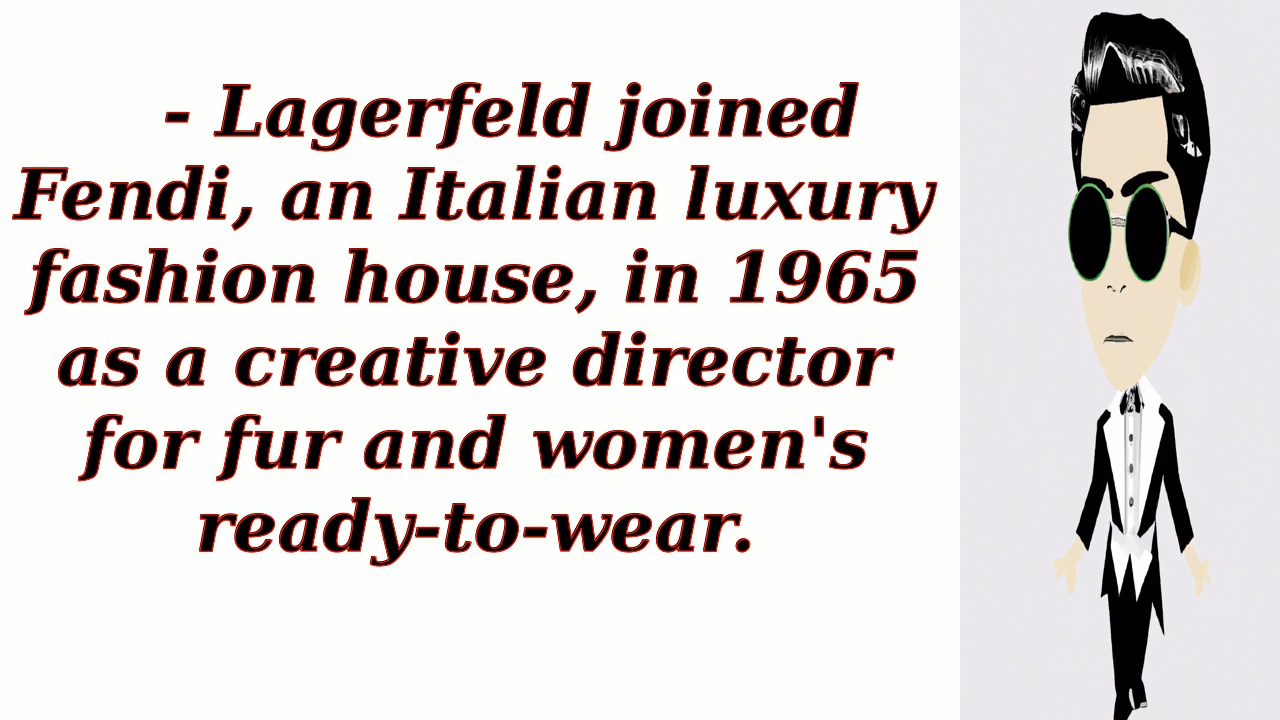 - Lagerfeld joined
Fendi, an Italian luxury
fashion house, in 1965
as a creative director
for fur and women's
ready-to-wear.